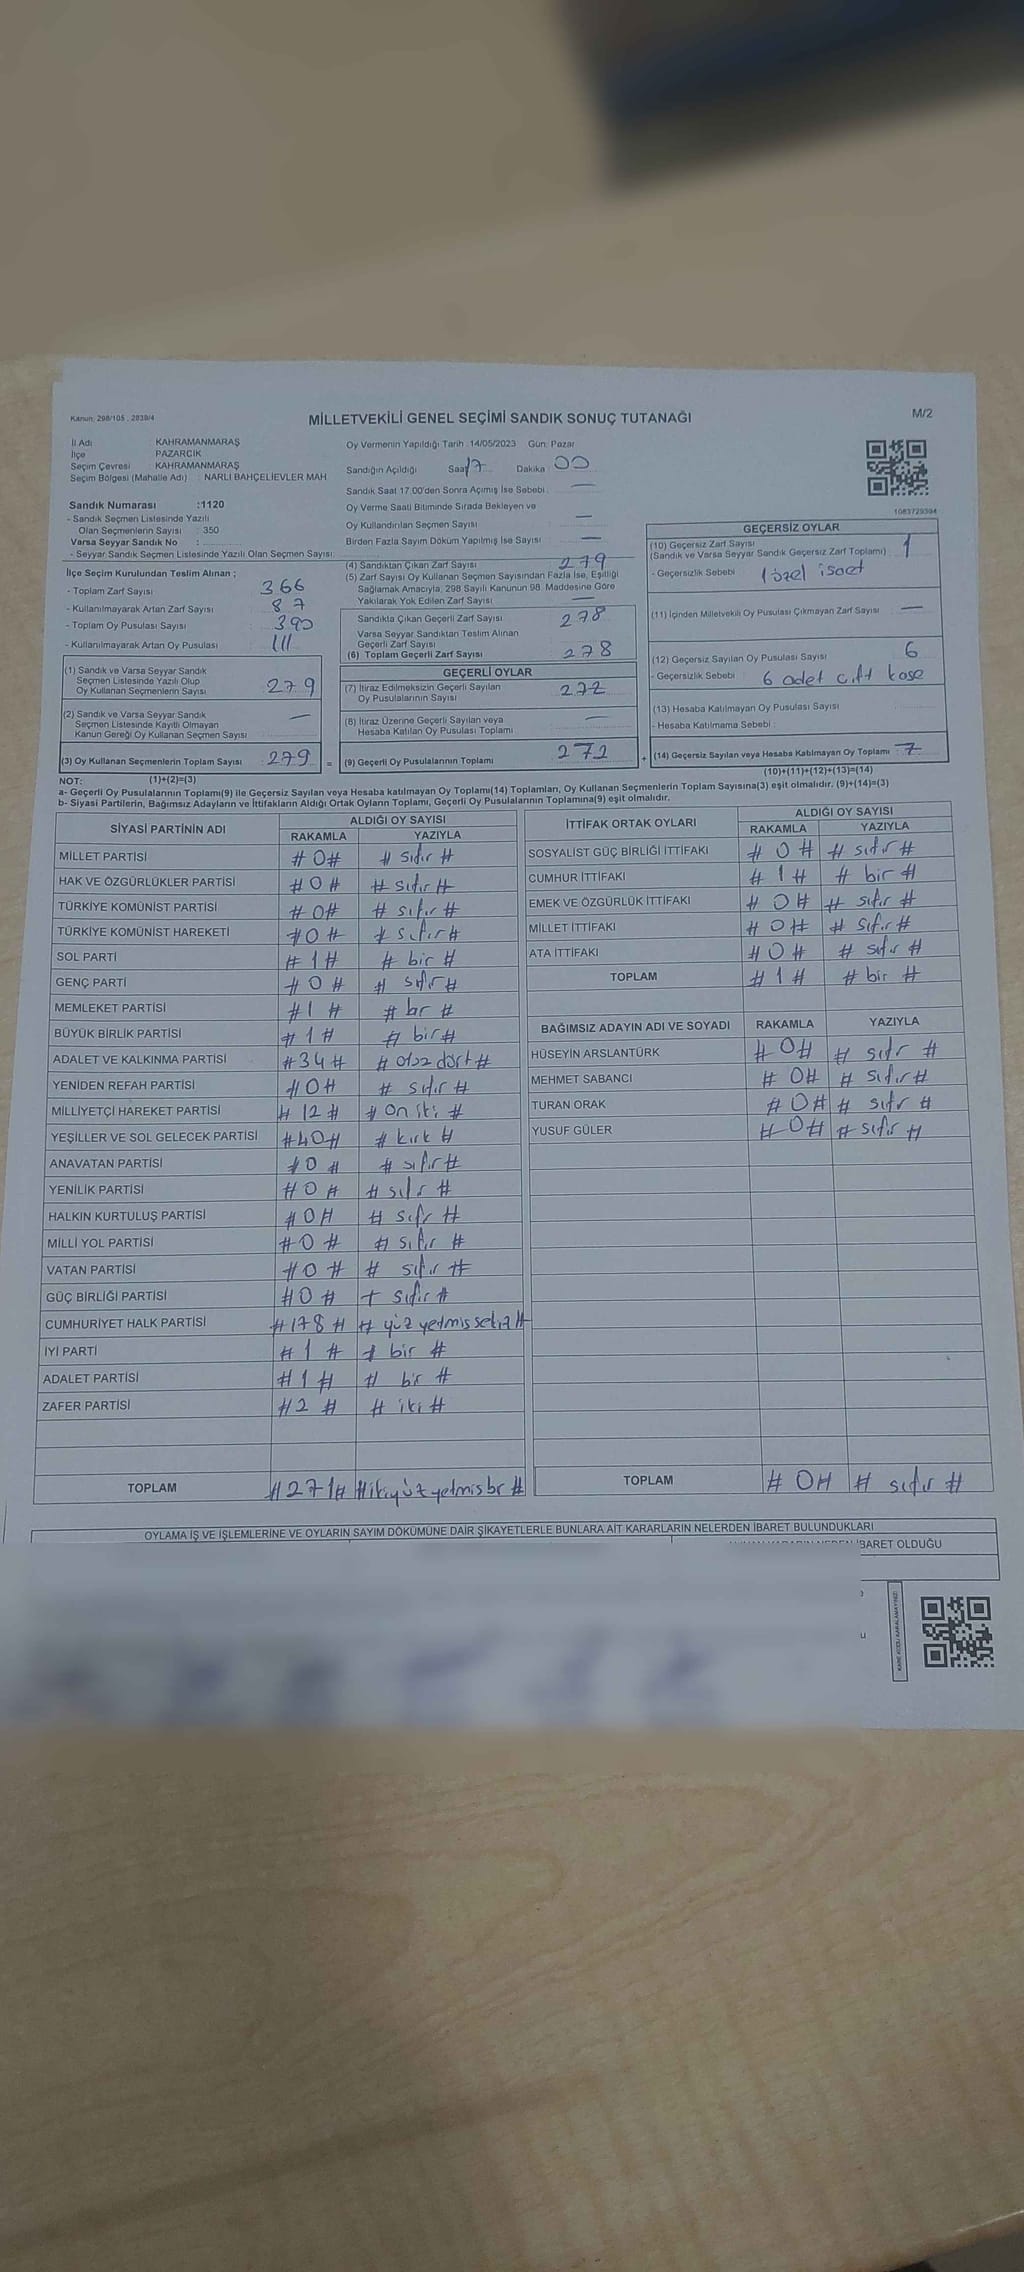 Kanun: 298/105 , 2839/4
MİLLETVEKİLİ GENEL SEÇİMİ SANDIK SONUÇ TUTANAĞI
M/2
İl Adı KAHRAMANMARAŞ
İlçe PAZARCIK
Seçim Çevresi KAHRAMANMARAŞ
Seçim Bölgesi (Mahalle Adı) : NARLI BAHÇELİEVLER MAH
Sandık Numarası :1120
- Sandık Seçmen Listesinde Yazılı
Olan Seçmenlerin Sayısı : 350
Varsa Seyyar Sandık No :
- Seyyar Sandık Seçmen Listesinde Yazılı Olan Seçmen Sayısı:
Oy Vermenin Yapıldığı Tarih :14/05/2023 Gün: Pazar
Sandığın Açıldığı Saat 17 Dakika 00
Sandık Saat 17.00'den Sonra Açılmış İse Sebebi : —
Oy Verme Saati Bitiminde Sırada Bekleyen ve
Oy Kullandırılan Seçmen Sayısı —
Birden Fazla Sayım Döküm Yapılmış İse Sayısı —
1083729394
İlçe Seçim Kurulundan Teslim Alınan ;
- Toplam Zarf Sayısı 366
- Kullanılmayarak Artan Zarf Sayısı 87
- Toplam Oy Pusulası Sayısı 390
- Kullanılmayarak Artan Oy Pusulası 111
(1) Sandık ve Varsa Seyyar Sandık
Seçmen Listesinde Yazılı Olup
Oy Kullanan Seçmenlerin Sayısı 279
(2) Sandık ve Varsa Seyyar Sandık
Seçmen Listesinde Kayıtlı Olmayan
Kanun Gereği Oy Kullanan Seçmen Sayısı —
(3) Oy Kullanan Seçmenlerin Toplam Sayısı : 279 =
(4) Sandıktan Çıkan Zarf Sayısı 279
(5) Zarf Sayısı Oy Kullanan Seçmen Sayısından Fazla İse, Eşitliği
Sağlamak Amacıyla, 298 Sayılı Kanunun 98. Maddesine Göre
Yakılarak Yok Edilen Zarf Sayısı —
Sandıkta Çıkan Geçerli Zarf Sayısı 278
Varsa Seyyar Sandıktan Teslim Alınan
Geçerli Zarf Sayısı
(6) Toplam Geçerli Zarf Sayısı 278
GEÇERLİ OYLAR
(7) İtiraz Edilmeksizin Geçerli Sayılan
Oy Pusulalarının Sayısı 272
(8) İtiraz Üzerine Geçerli Sayılan veya
Hesaba Katılan Oy Pusulası Toplamı —
(9) Geçerli Oy Pusulalarının Toplamı 272 +
GEÇERSİZ OYLAR
(10) Geçersiz Zarf Sayısı
(Sandık ve Varsa Seyyar Sandık Geçersiz Zarf Toplamı) 1
- Geçersizlik Sebebi 1 özel işaet
(11) İçinden Milletvekili Oy Pusulası Çıkmayan Zarf Sayısı —
(12) Geçersiz Sayılan Oy Pusulası Sayısı 6
- Geçersizlik Sebebi : 6 adet çift kaşe
(13) Hesaba Katılmayan Oy Pusulası Sayısı
- Hesaba Katılmama Sebebi :
(14) Geçersiz Sayılan veya Hesaba Katılmayan Oy Toplamı 7
NOT: (1)+(2)=(3) (10)+(11)+(12)+(13)=(14)
a- Geçerli Oy Pusulalarının Toplamı(9) ile Geçersiz Sayılan veya Hesaba katılmayan Oy Toplamı(14) Toplamları, Oy Kullanan Seçmenlerin Toplam Sayısına(3) eşit olmalıdır. (9)+(14)=(3)
b- Siyasi Partilerin, Bağımsız Adayların ve İttifakların Aldığı Ortak Oyların Toplamı, Geçerli Oy Pusulalarının Toplamına(9) eşit olmalıdır.
SİYASİ PARTİNİN ADI ALDIĞI OY SAYISI
RAKAMLA YAZIYLA
MİLLET PARTİSİ # 0 # # sıfır #
HAK VE ÖZGÜRLÜKLER PARTİSİ # 0 # # sıfır #
TÜRKİYE KOMÜNİST PARTİSİ # 0 # # sıfır #
TÜRKİYE KOMÜNİST HAREKETİ # 0 # # sıfır #
SOL PARTİ # 1 # # bir #
GENÇ PARTİ # 0 # # sıfır #
MEMLEKET PARTİSİ # 1 # # bir #
BÜYÜK BİRLİK PARTİSİ # 1 # # bir #
ADALET VE KALKINMA PARTİSİ # 34 # # otuz dört #
YENİDEN REFAH PARTİSİ # 0 # # sıfır #
MİLLİYETÇİ HAREKET PARTİSİ # 12 # # on iki #
YEŞİLLER VE SOL GELECEK PARTİSİ # 40 # # kırk #
ANAVATAN PARTİSİ # 0 # # sıfır #
YENİLİK PARTİSİ # 0 # # sıfır #
HALKIN KURTULUŞ PARTİSİ # 0 # # sıfır #
MİLLİ YOL PARTİSİ # 0 # # sıfır #
VATAN PARTİSİ # 0 # # sıfır #
GÜÇ BİRLİĞİ PARTİSİ # 0 # # sıfır #
CUMHURİYET HALK PARTİSİ # 178 # # yüz yetmiş sekiz #
İYİ PARTİ # 1 # # bir #
ADALET PARTİSİ # 1 # # bir #
ZAFER PARTİSİ # 2 # # iki #
TOPLAM # 271 # # ikiyüz yetmiş bir #
İTTİFAK ORTAK OYLARI ALDIĞI OY SAYISI
RAKAMLA YAZIYLA
SOSYALİST GÜÇ BİRLİĞİ İTTİFAKI # 0 # # sıfır #
CUMHUR İTTİFAKI # 1 # # bir #
EMEK VE ÖZGÜRLÜK İTTİFAKI # 0 # # sıfır #
MİLLET İTTİFAKI # 0 # # sıfır #
ATA İTTİFAKI # 0 # # sıfır #
TOPLAM # 1 # # bir #
BAĞIMSIZ ADAYIN ADI VE SOYADI RAKAMLA YAZIYLA
HÜSEYİN ARSLANTÜRK # 0 # # sıfır #
MEHMET SABANCI # 0 # # sıfır #
TURAN ORAK # 0 # # sıfır #
YUSUF GÜLER # 0 # # sıfır #
TOPLAM # 0 # # sıfır #
OYLAMA İŞ VE İŞLEMLERİNE VE OYLARIN SAYIM DÖKÜMÜNE DAİR ŞİKAYETLERLE BUNLARA AİT KARARLARIN NELERDEN İBARET BULUNDUKLARI
İBARET OLDUĞU